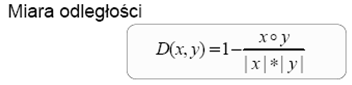 Miara odległości
D(x, y) = 1 − x ∘ y / | x | * | y |